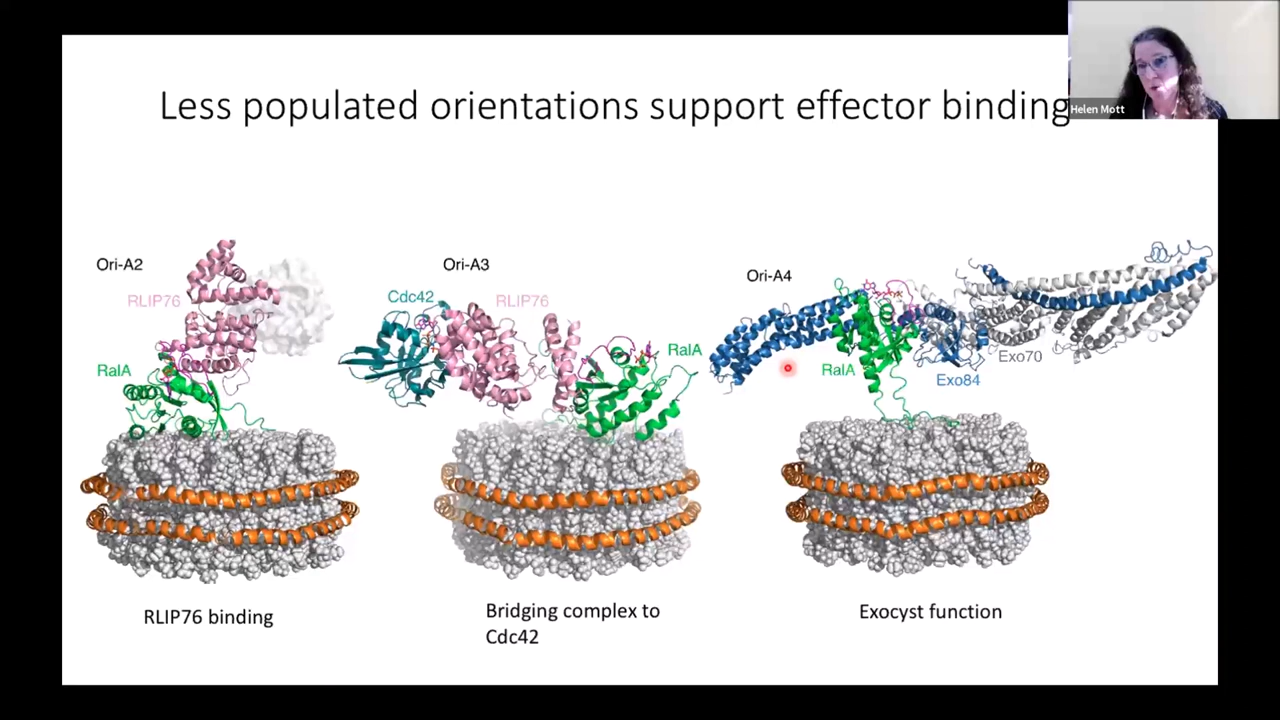 Less populated orientations support effector binding
Helen Mott
Ori-A2
RLIP76
RalA
RLIP76 binding
Ori-A3
Cdc42
RLIP76
RalA
Bridging complex to
Cdc42
Ori-A4
RalA
Exo84
Exo70
Exocyst function